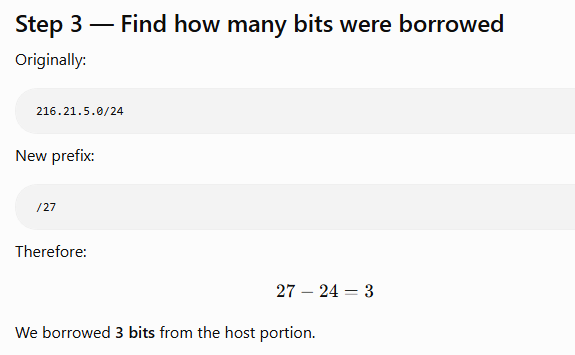 Step 3 — Find how many bits were borrowed
Originally:
216.21.5.0/24
New prefix:
/27
Therefore:
27 − 24 = 3
We borrowed 3 bits from the host portion.